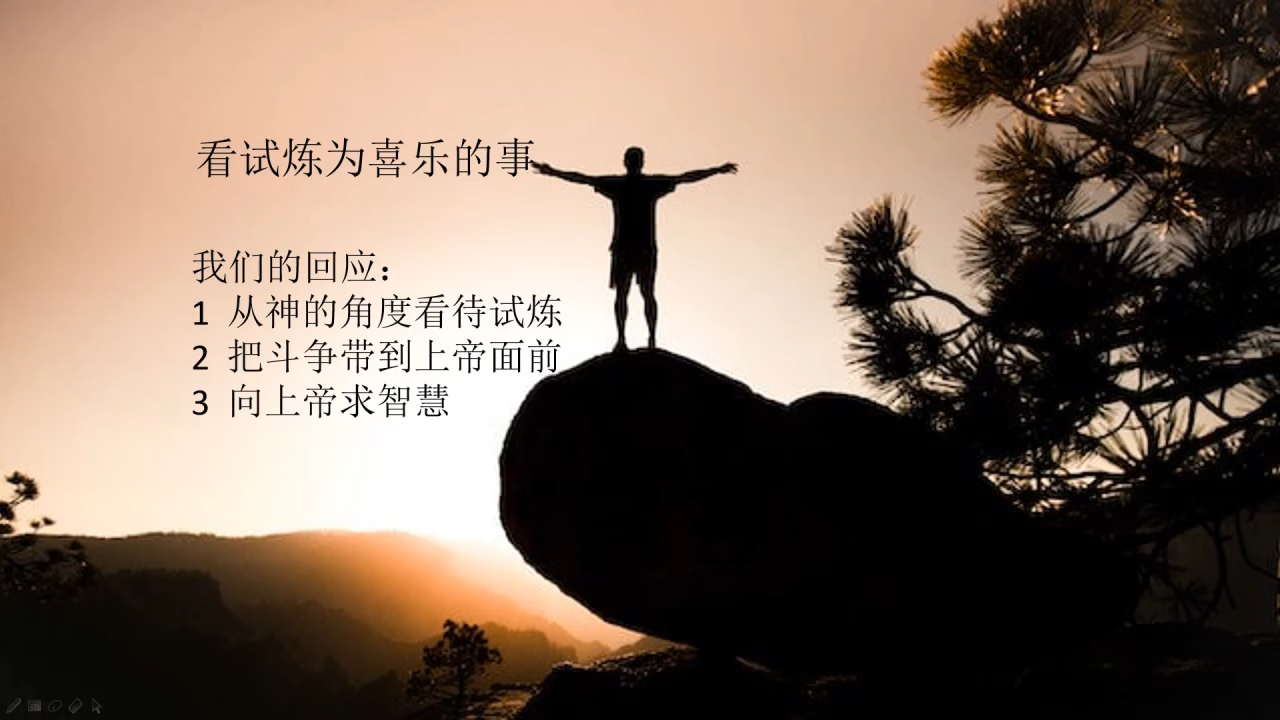 看试炼为喜乐的事
我们的回应：
1 从神的角度看待试炼
2 把斗争带到上帝面前
3 向上帝求智慧